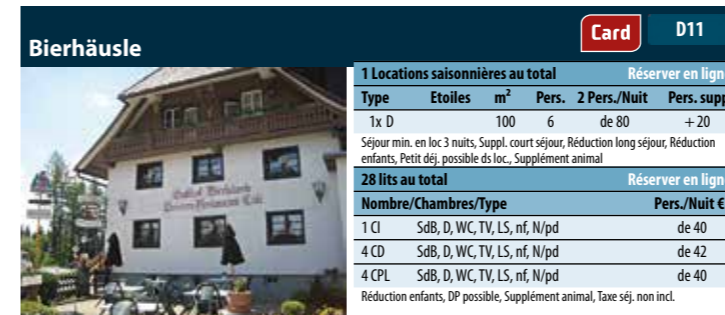 Bierhäusle
Card
D11
1 Locations saisonnières au total Réserver en lign
Type Etoiles m² Pers. 2 Pers./Nuit Pers. supp
1x D 100 6 de 80 +20
Séjour min. en loc 3 nuits, Suppl. court séjour, Réduction long séjour, Réduction
enfants, Petit déj. possible ds loc., Supplément animal
28 lits au total Réserver en lign
Nombre/Chambres/Type Pers./Nuit €
1 CI SdB, D, WC, TV, LS, nf, N/pd de 40
4 CD SdB, D, WC, TV, LS, nf, N/pd de 42
4 CPL SdB, D, WC, TV, LS, nf, N/pd de 40
Réduction enfants, DP possible, Supplément animal, Taxe séj. non incl.
Gasthof Bierhäusle